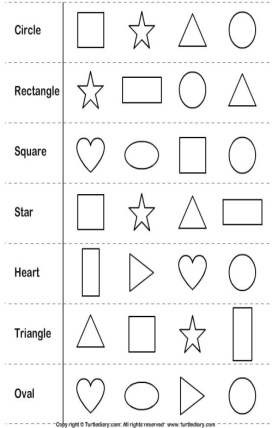 Circle
Rectangle
Square
Star
Heart
Triangle
Oval
Copy right © Turtlediary.com. All rights reserved www.turtlediary.com